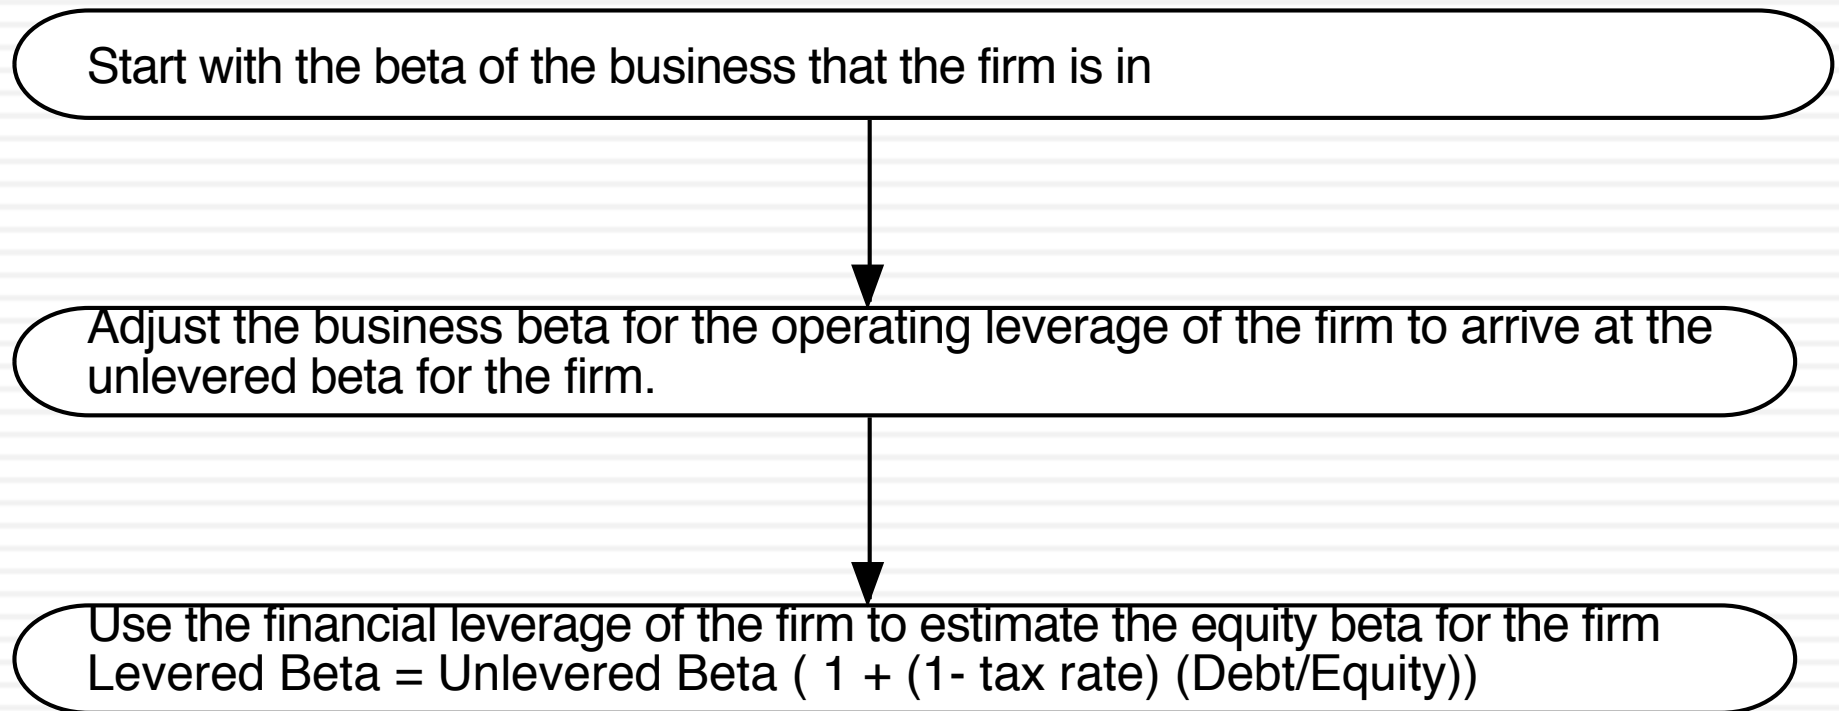 Start with the beta of the business that the firm is in
Adjust the business beta for the operating leverage of the firm to arrive at the
unlevered beta for the firm.
Use the financial leverage of the firm to estimate the equity beta for the firm
Levered Beta = Unlevered Beta ( 1 + (1- tax rate) (Debt/Equity))